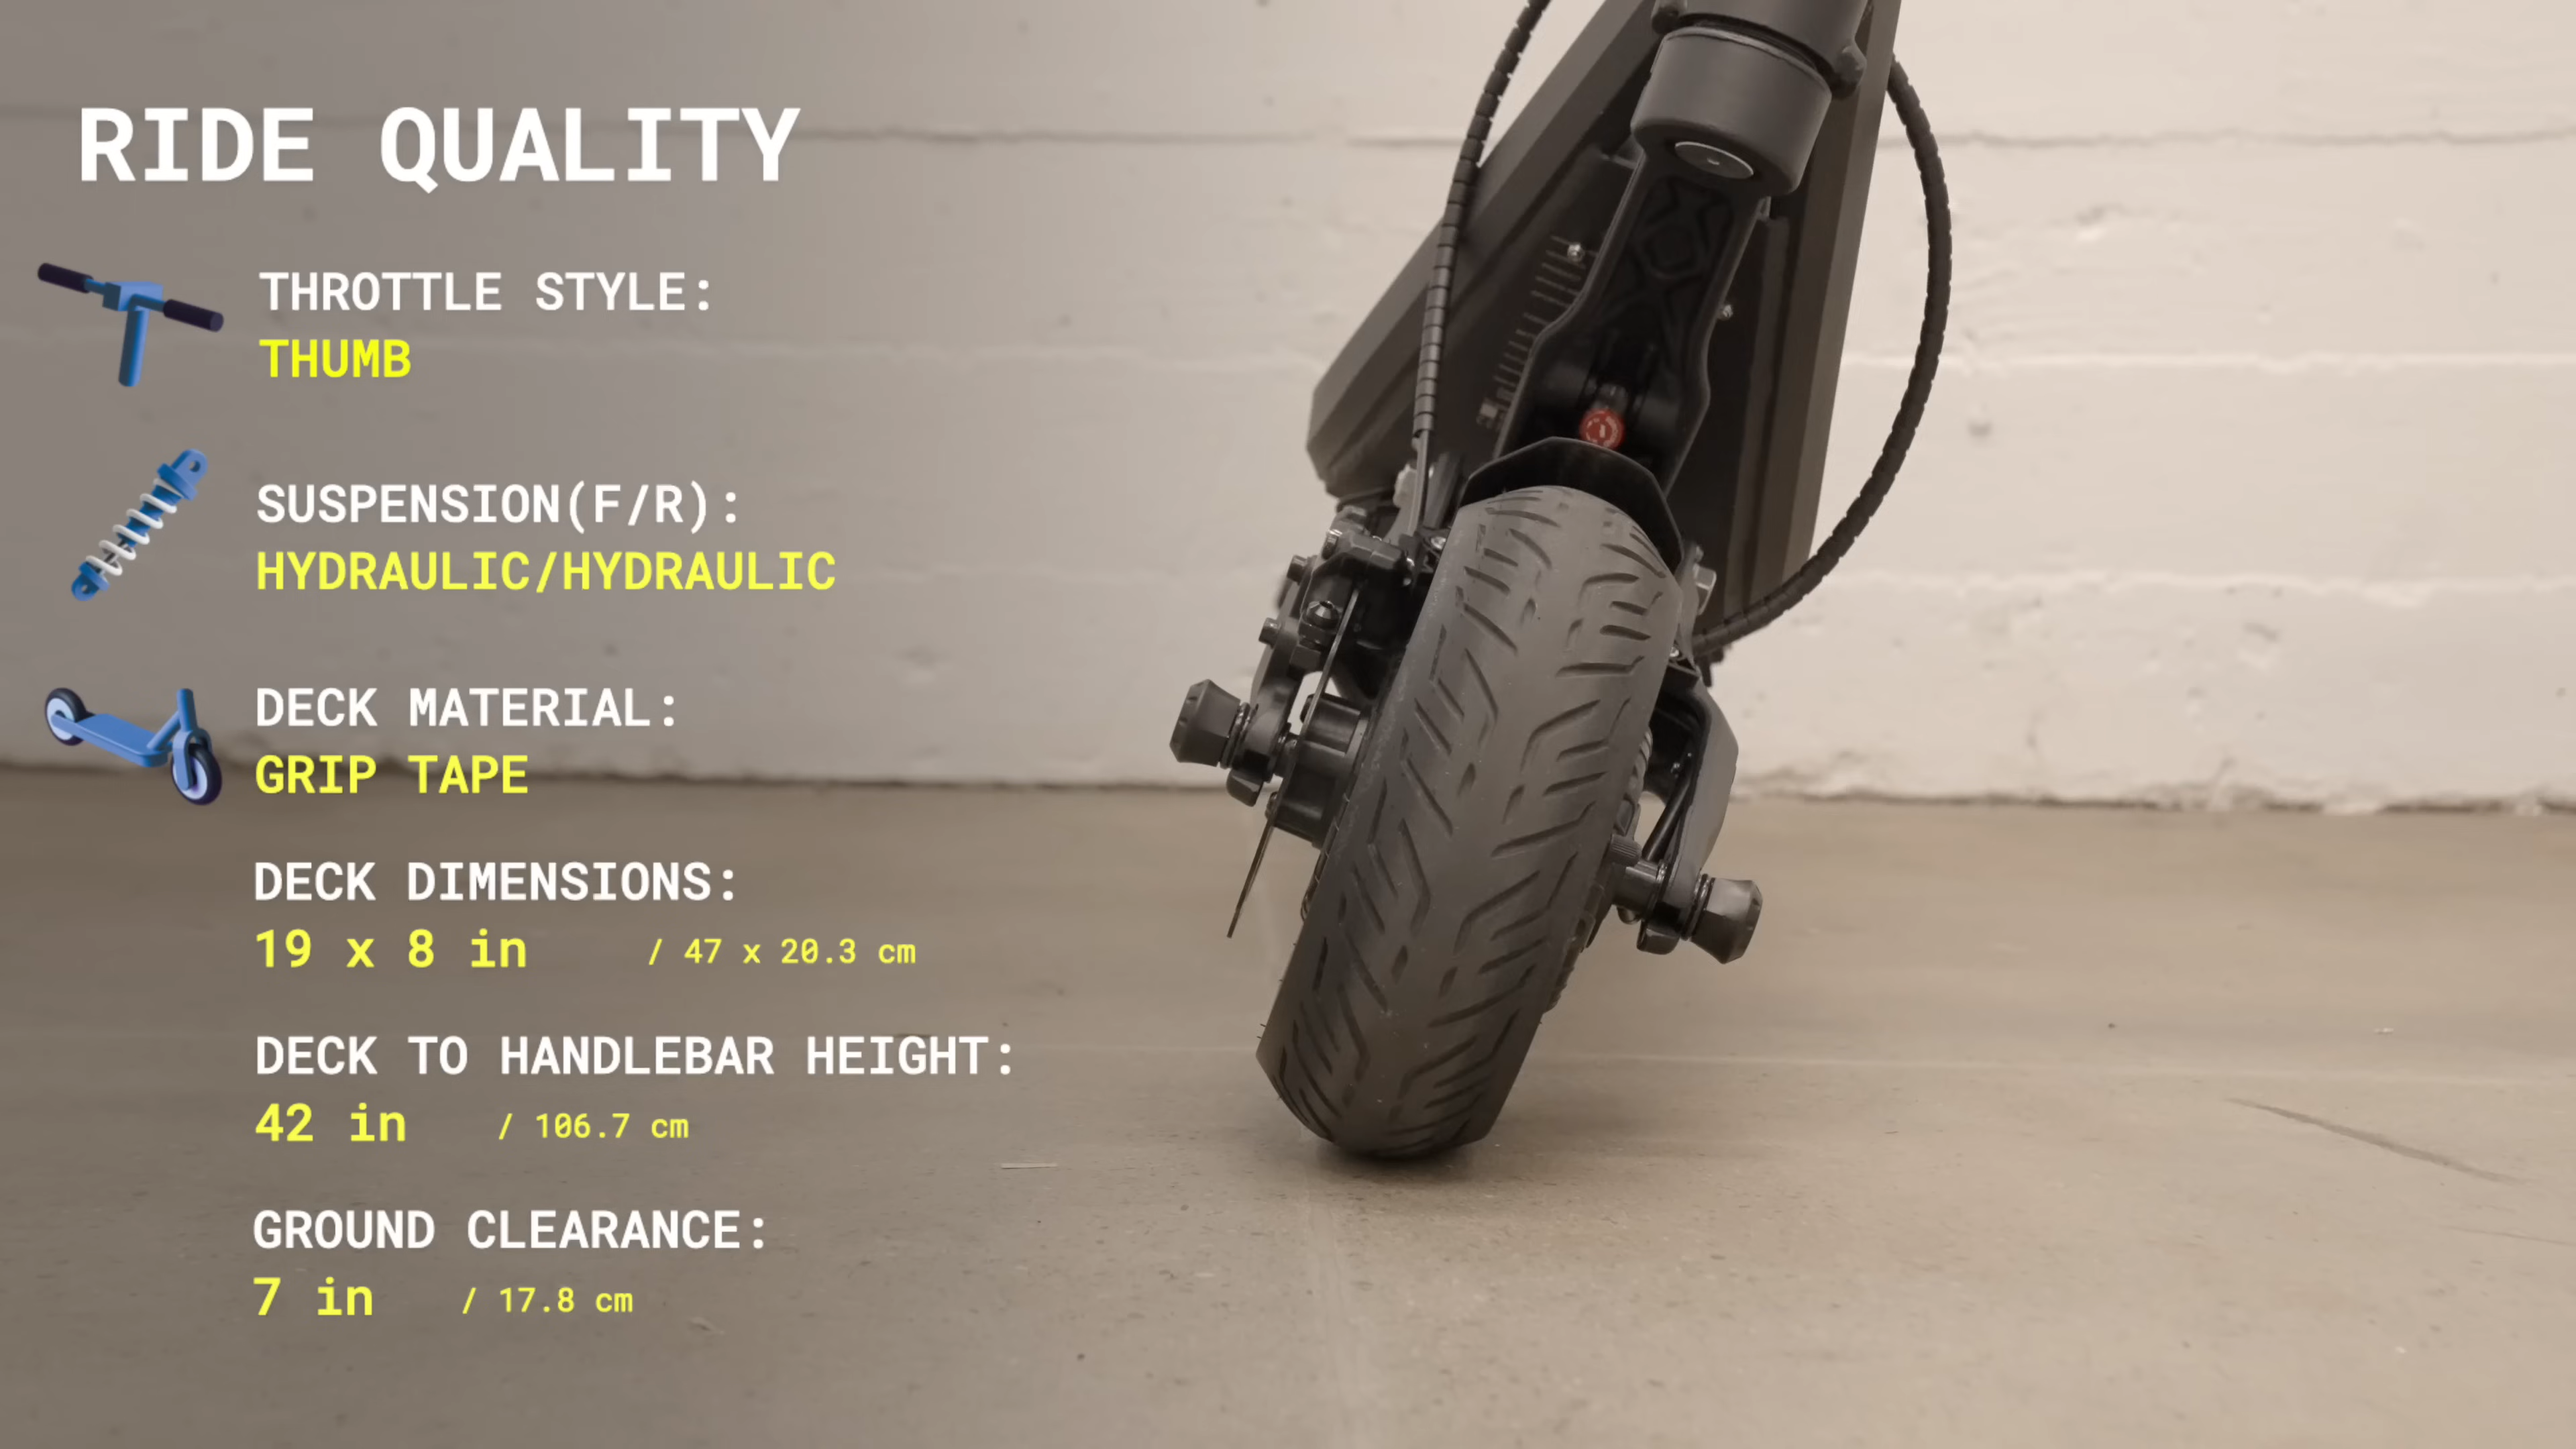 RIDE QUALITY
THROTTLE STYLE:
THUMB
SUSPENSION(F/R):
HYDRAULIC/HYDRAULIC
DECK MATERIAL:
GRIP TAPE
DECK DIMENSIONS:
19 x 8 in / 47 x 20.3 cm
DECK TO HANDLEBAR HEIGHT:
42 in / 106.7 cm
GROUND CLEARANCE:
7 in / 17.8 cm